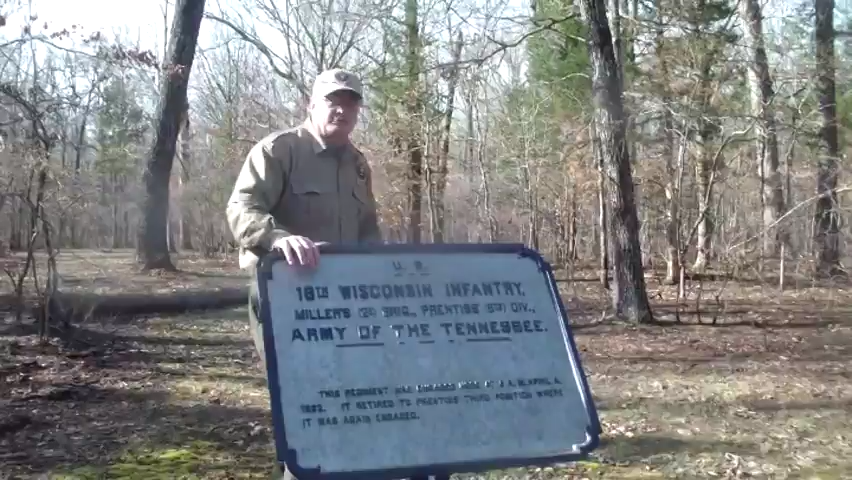 U. S.
18TH WISCONSIN INFANTRY,
MILLER'S (2D) BRIG., PRENTISS' (6TH) DIV.,
ARMY OF THE TENNESSEE.
THIS REGIMENT WAS ENGAGED HERE AT 9 A.M. APRIL 6,
1862. IT RETIRED TO PRENTISS' THIRD POSITION WHERE
IT WAS AGAIN ENGAGED.